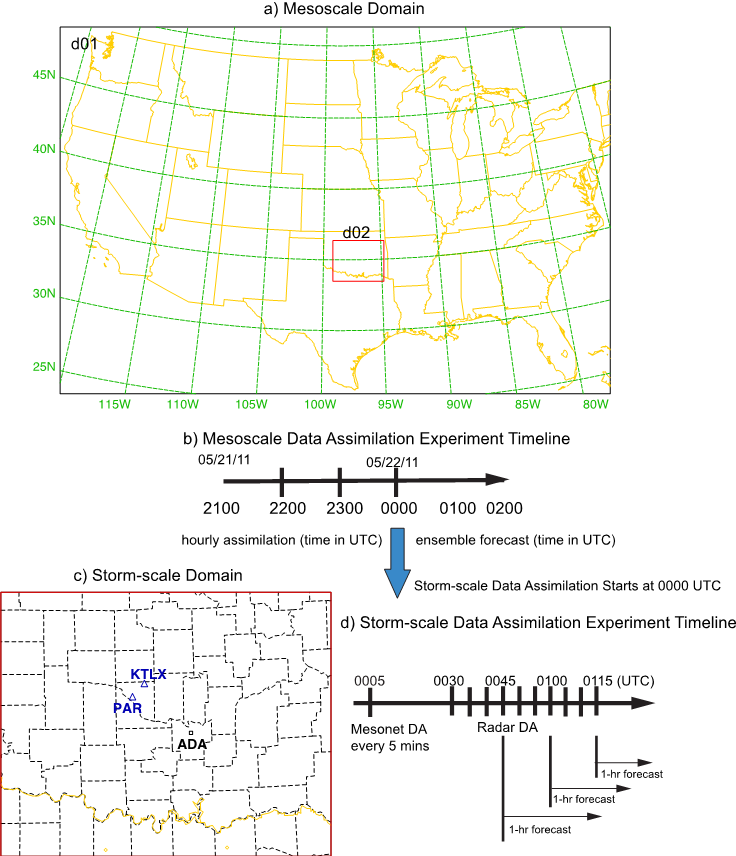 a) Mesoscale Domain
d01
45N
40N
35N
30N
25N
d02
115W 110W 105W 100W 95W 90W 85W 80W
b) Mesoscale Data Assimilation Experiment Timeline
05/21/11 05/22/11
2100 2200 2300 0000 0100 0200
hourly assimilation (time in UTC) ensemble forecast (time in UTC)
Storm-scale Data Assimilation Starts at 0000 UTC
c) Storm-scale Domain
KTLX
PAR
ADA
d) Storm-scale Data Assimilation Experiment Timeline
0005 0030 0045 0100 0115 (UTC)
Mesonet DA
every 5 mins
Radar DA
1-hr forecast
1-hr forecast
1-hr forecast